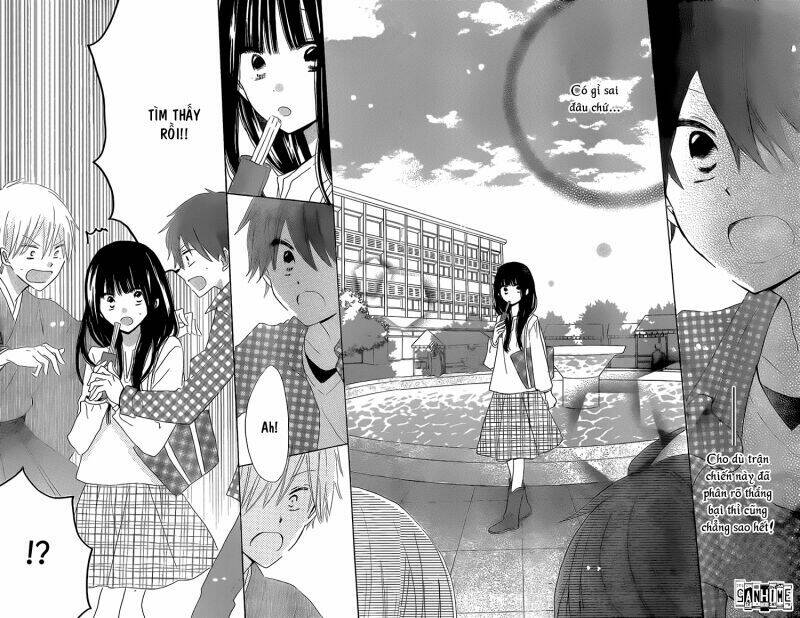 Có gì sai
đâu chứ...
Cho dù trận
chiến này đã
phân rõ thắng
bại thì cũng
chẳng sao hết!
TÌM THẤY
RỒI!!
Ah!
!?
SANHIME